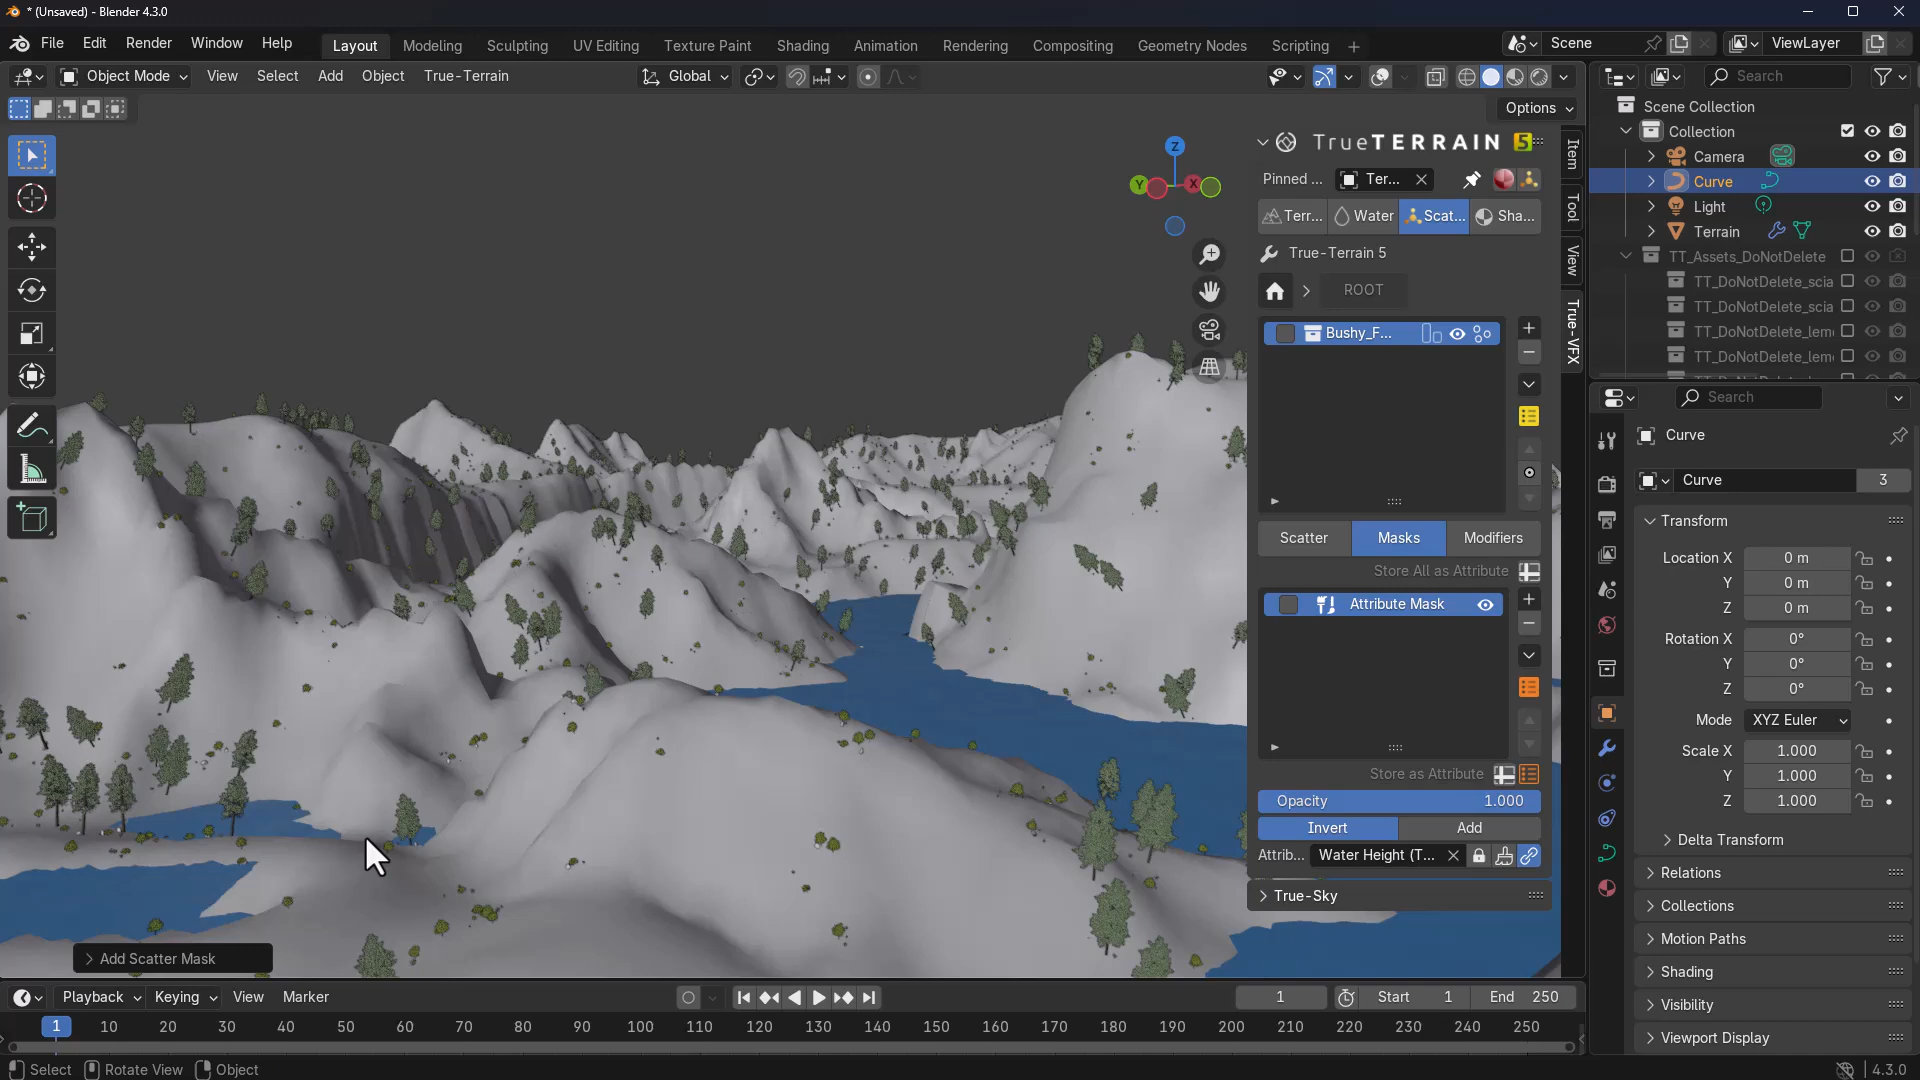 * (Unsaved) - Blender 4.3.0
File Edit Render Window Help
Layout Modeling Sculpting UV Editing Texture Paint Shading Animation Rendering Compositing Geometry Nodes Scripting +
Scene
ViewLayer
Object Mode View Select Add Object True-Terrain
Global
Options
Z
Y
X
TrueTERRAIN 5
Pinned ... Ter...
Terr... Water Scat... Sha...
True-Terrain 5
ROOT
Bushy_F...
Scatter Masks Modifiers
Store All as Attribute
Attribute Mask
Store as Attribute
Opacity 1.000
Invert Add
Attrib... Water Height (T...
True-Sky
Item
Tool
View
True-VFX
Add Scatter Mask
Search
Scene Collection
Collection
Camera
Curve
Light
Terrain
TT_Assets_DoNotDelete
TT_DoNotDelete_scia
TT_DoNotDelete_scia
TT_DoNotDelete_lem
TT_DoNotDelete_lem
Search
Curve
Curve 3
Transform
Location X 0 m
Y 0 m
Z 0 m
Rotation X 0°
Y 0°
Z 0°
Mode XYZ Euler
Scale X 1.000
Y 1.000
Z 1.000
Delta Transform
Relations
Collections
Motion Paths
Shading
Visibility
Viewport Display
Playback Keying View Marker
1 Start 1 End 250
1 10 20 30 40 50 60 70 80 90 100 110 120 130 140 150 160 170 180 190 200 210 220 230 240 250
Select Rotate View Object
4.3.0